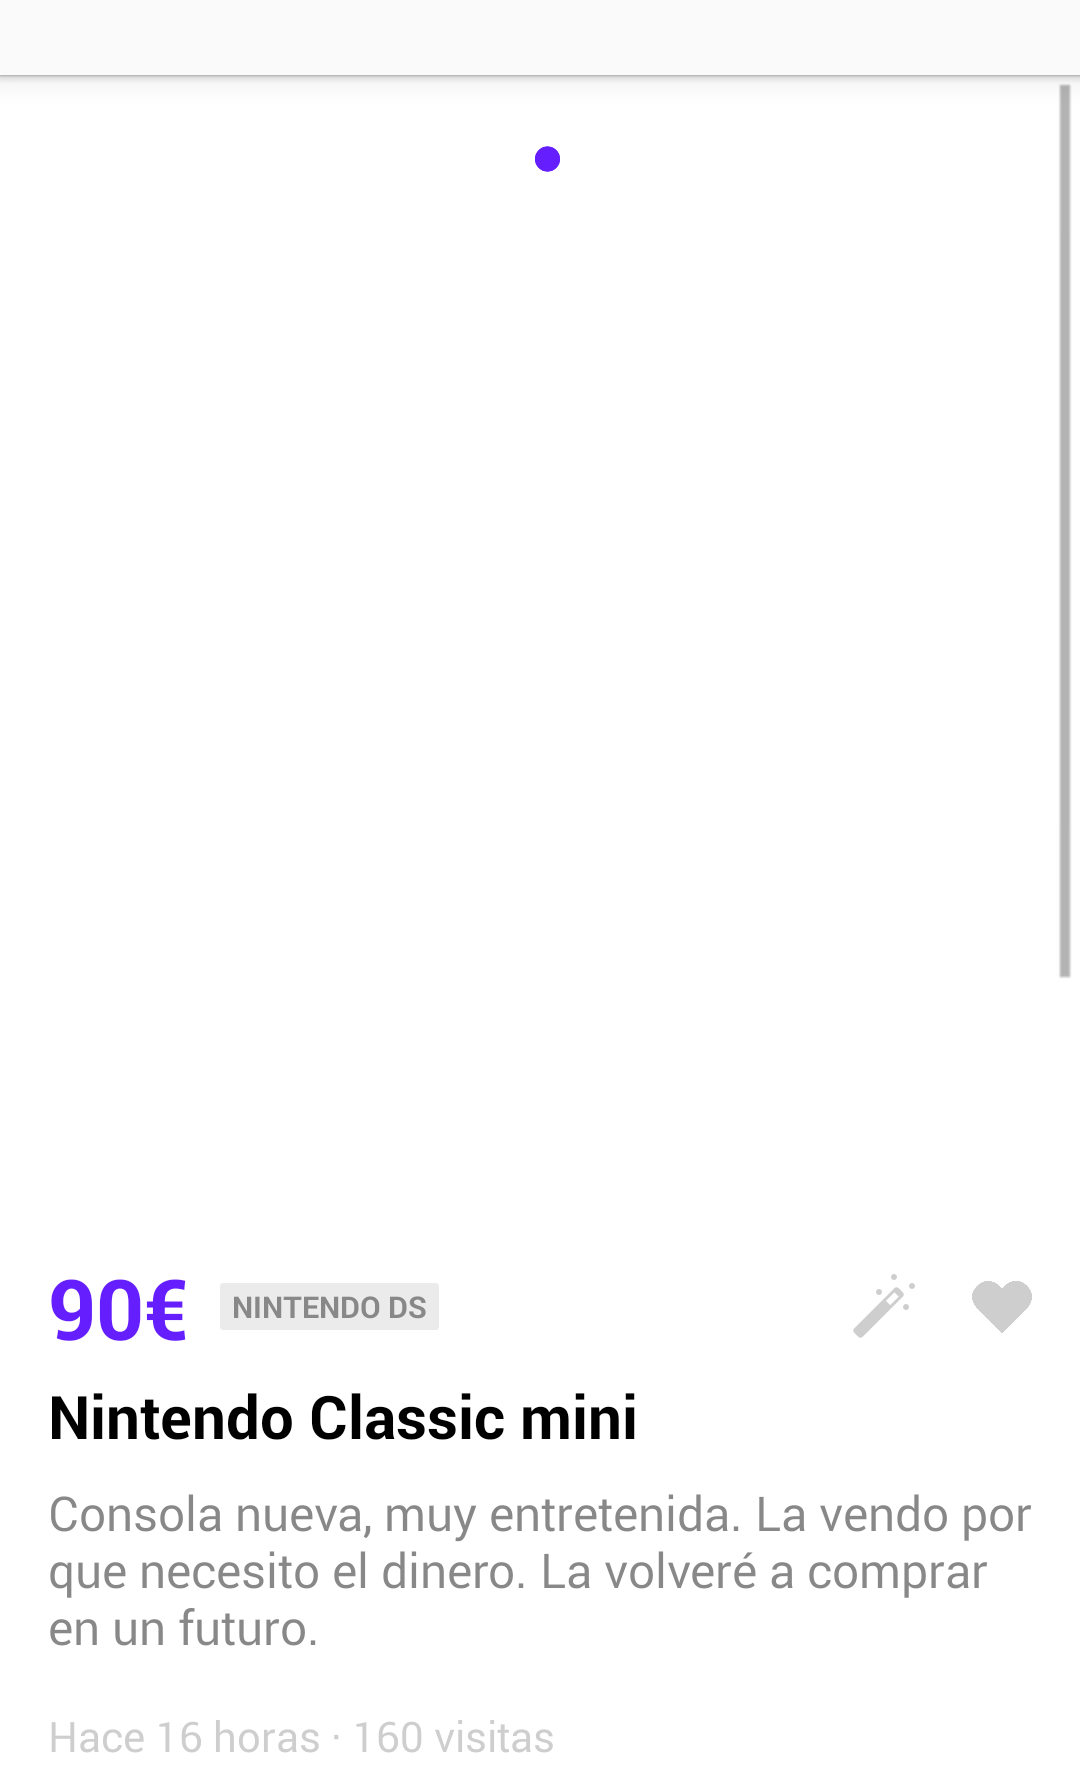 90€ NINTENDO DS
Nintendo Classic mini
Consola nueva, muy entretenida. La vendo por
que necesito el dinero. La volveré a comprar
en un futuro.
Hace 16 horas · 160 visitas